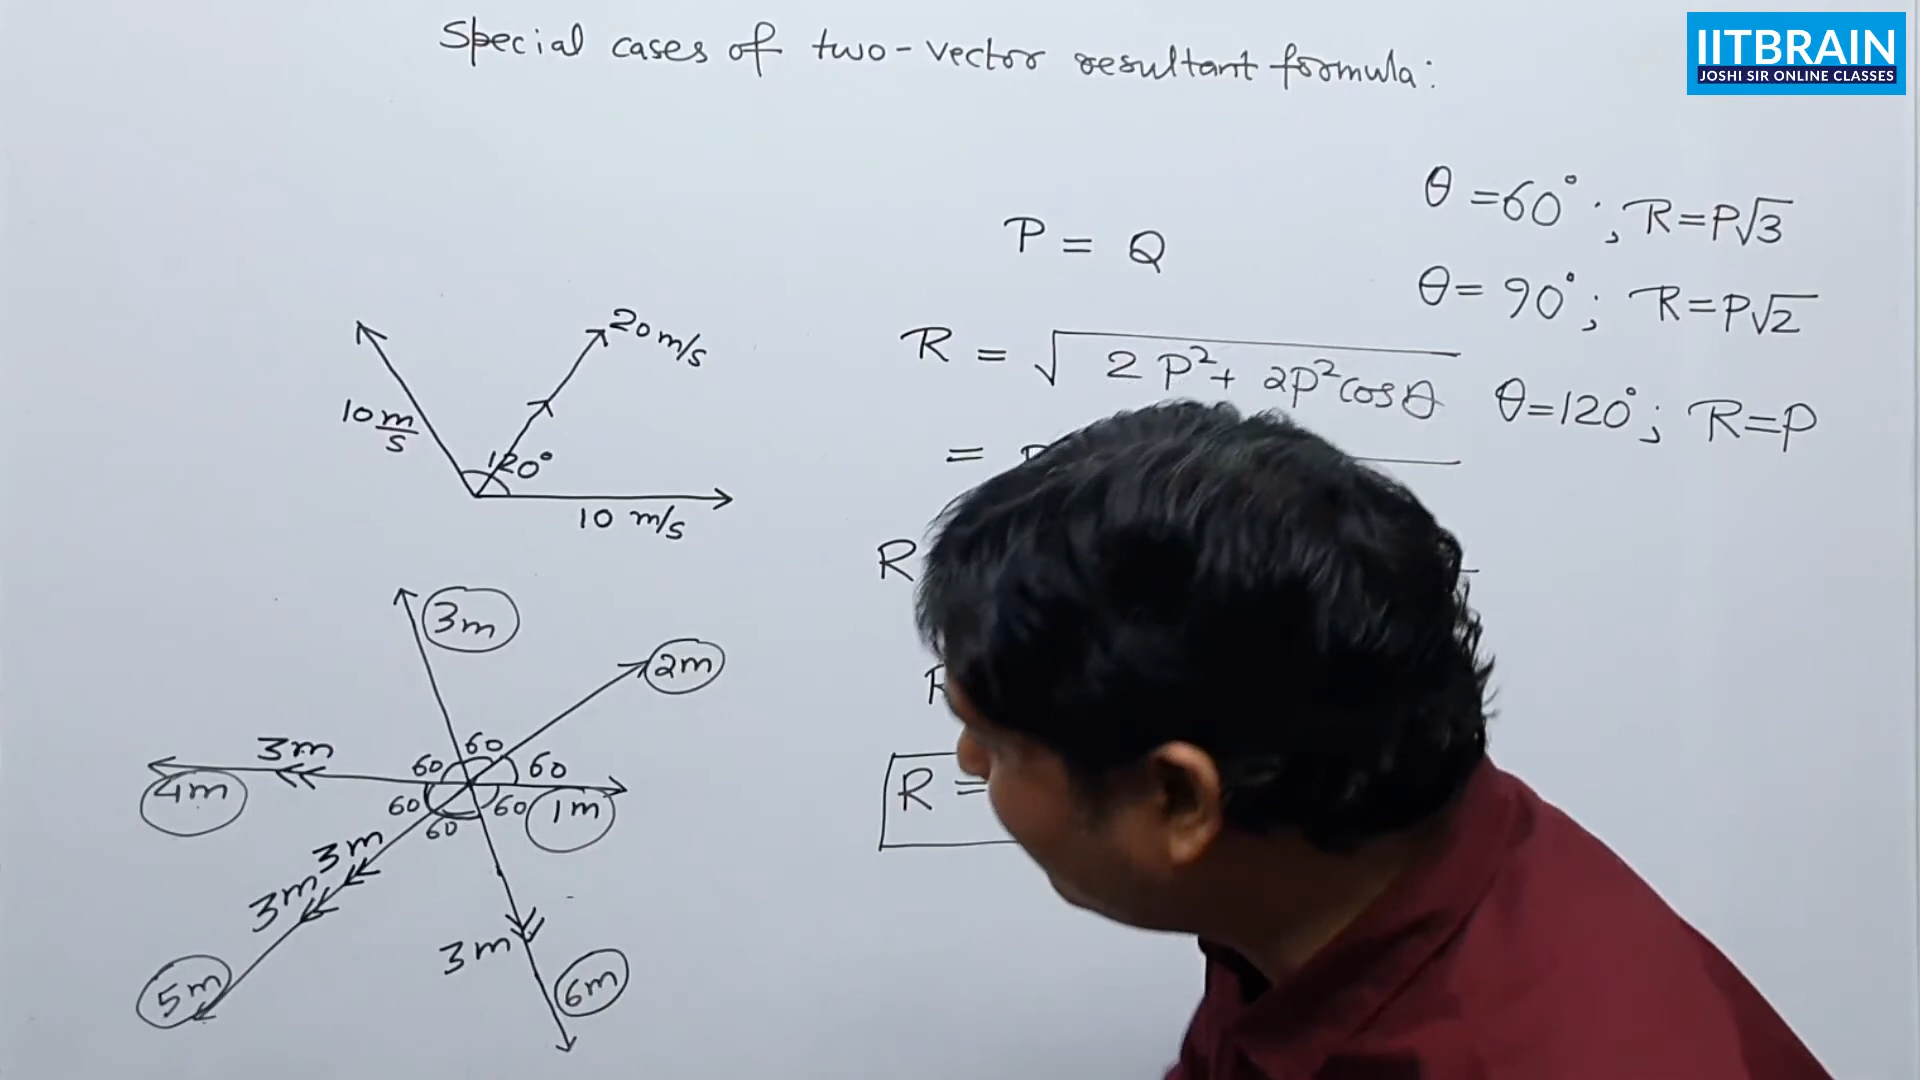 Special cases of two-vector resultant formula:
IITBRAIN
JOSHI SIR ONLINE CLASSES
θ = 60° ; R = P√3
P = Q
θ = 90° ; R = P√2
R = √ 2P² + 2P² cos θ
θ = 120° ; R = P
=
R
R =
20 m/s
10 m/s
120°
10 m/s
3m
2m
3m
60
60
60
4m
60
60
60
1m
3m
3m
3m
5m
6m